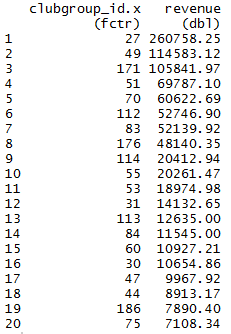 clubgroup_id.x revenue
(fctr) (dbl)
1 27 260758.25
2 49 114583.12
3 171 105841.97
4 51 69787.10
5 70 60622.69
6 112 52746.90
7 83 52139.92
8 176 48140.35
9 114 20412.94
10 55 20261.47
11 53 18974.98
12 31 14132.65
13 113 12635.00
14 84 11545.00
15 60 10927.21
16 30 10654.86
17 47 9967.92
18 44 8913.17
19 186 7890.40
20 75 7108.34